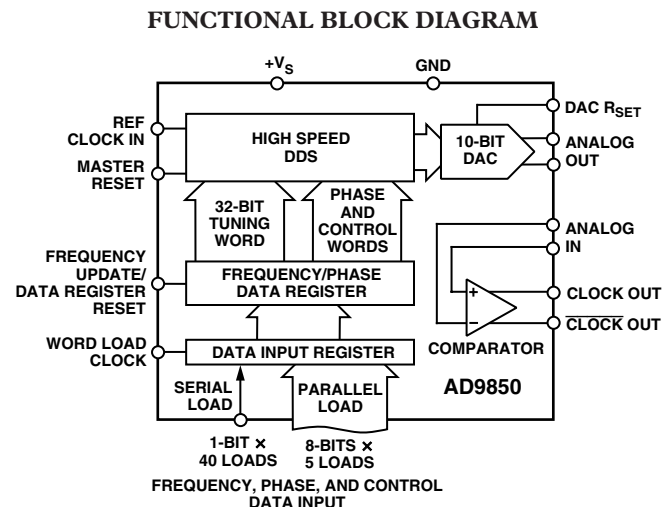 FUNCTIONAL BLOCK DIAGRAM
+VS
GND
REF
CLOCK IN
MASTER
RESET
FREQUENCY
UPDATE/
DATA REGISTER
RESET
WORD LOAD
CLOCK
HIGH SPEED
DDS
32-BIT
TUNING
WORD
PHASE
AND
CONTROL
WORDS
FREQUENCY/PHASE
DATA REGISTER
DATA INPUT REGISTER
SERIAL
LOAD
PARALLEL
LOAD
10-BIT
DAC
DAC RSET
ANALOG
OUT
ANALOG
IN
+
–
CLOCK OUT
CLOCK OUT
COMPARATOR
AD9850
1-BIT ×
40 LOADS
8-BITS ×
5 LOADS
FREQUENCY, PHASE, AND CONTROL
DATA INPUT